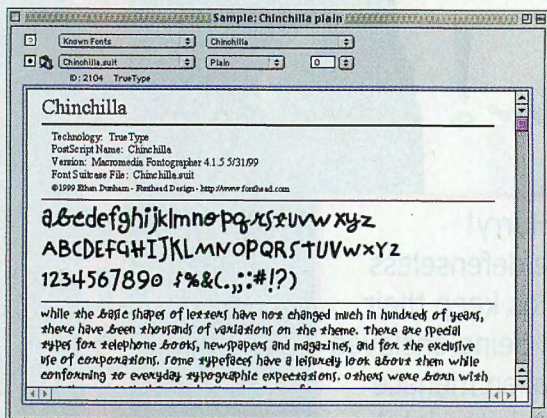 Sample: Chinchilla plain
Known Fonts Chinchilla
Chinchilla.suit Plain 0
ID: 2104 TrueType
Chinchilla
Technology: TrueType
PostScript Name: Chinchilla
Version: Macromedia Fontographer 4.1.5 5/31/99
Font Suitcase File: Chinchilla.suit
©1999 Ethan Dunham - Fonthead Design - http://www.fonthead.com
abcdefghijklmnopqrstuvwxyz
ABCDEFGHIJKLMNOPQRSTUVWXYZ
1234567890 $%&(.,;:#!?)
while the basic shapes of letters have not changed much in hundreds of years,
there have been thousands of variations on the theme. There are special
types for telephone books, newspapers and magazines, and for the exclusive
use of corporations. Some typefaces have a leisurely look about them while
conforming to everyday typographic expectations. Others were born with